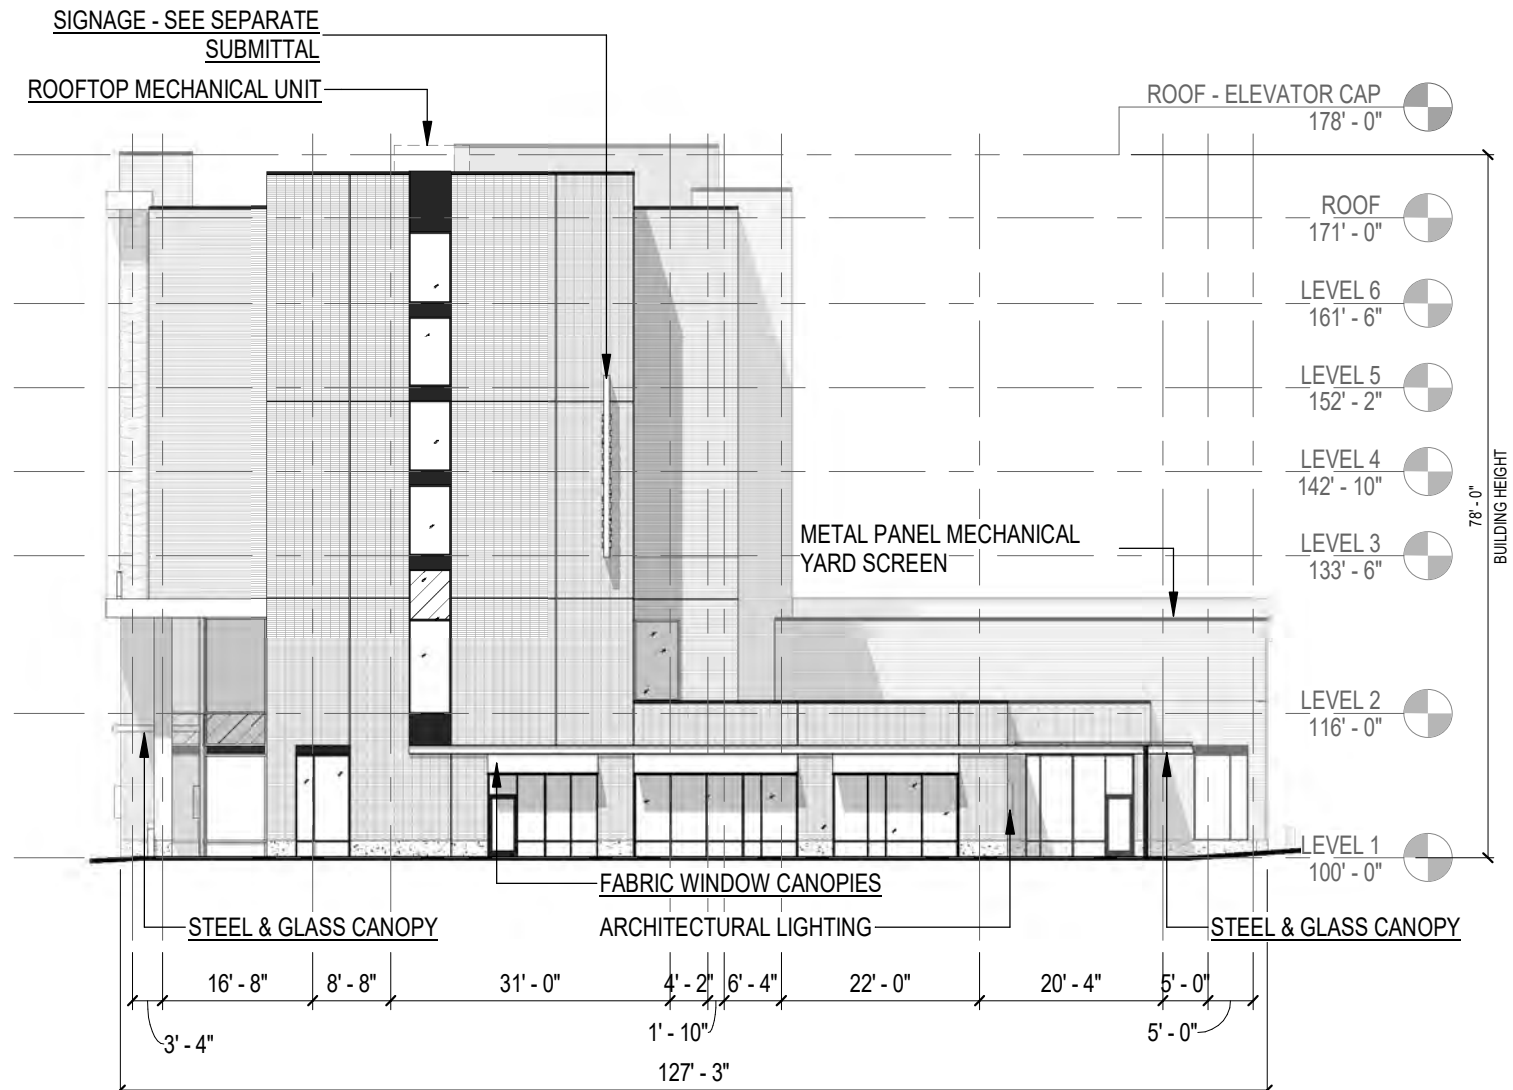 SIGNAGE - SEE SEPARATE
SUBMITTAL
ROOFTOP MECHANICAL UNIT
ROOF - ELEVATOR CAP
178' - 0"
ROOF
171' - 0"
LEVEL 6
161' - 6"
LEVEL 5
152' - 2"
LEVEL 4
142' - 10"
78' - 0"
BUILDING HEIGHT
METAL PANEL MECHANICAL
YARD SCREEN
LEVEL 3
133' - 6"
LEVEL 2
116' - 0"
LEVEL 1
100' - 0"
FABRIC WINDOW CANOPIES
STEEL & GLASS CANOPY
ARCHITECTURAL LIGHTING
STEEL & GLASS CANOPY
16' - 8"
8' - 8"
31' - 0"
4' - 2"
6' - 4"
22' - 0"
20' - 4"
5' - 0"
3' - 4"
1' - 10"
5' - 0"
127' - 3"